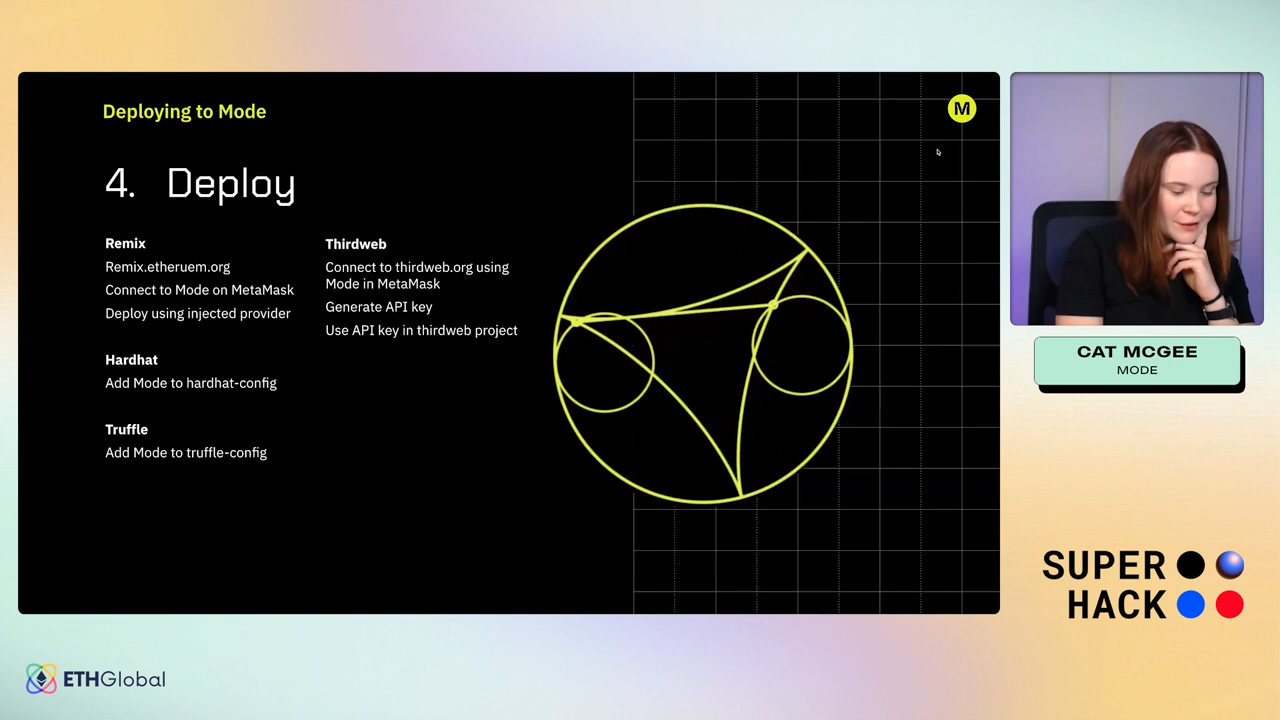 Deploying to Mode
M
4. Deploy
Remix
Remix.etheruem.org
Connect to Mode on MetaMask
Deploy using injected provider
Hardhat
Add Mode to hardhat-config
Truffle
Add Mode to truffle-config
Thirdweb
Connect to thirdweb.org using
Mode in MetaMask
Generate API key
Use API key in thirdweb project
CAT MCGEE
MODE
SUPER
HACK
ETHGlobal